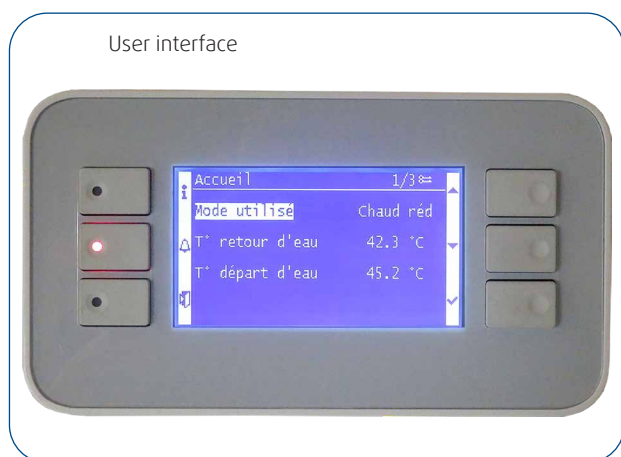 User interface
Accueil 1/3
Mode utilisé Chaud réd
T° retour d'eau 42.3 °C
T° départ d'eau 45.2 °C